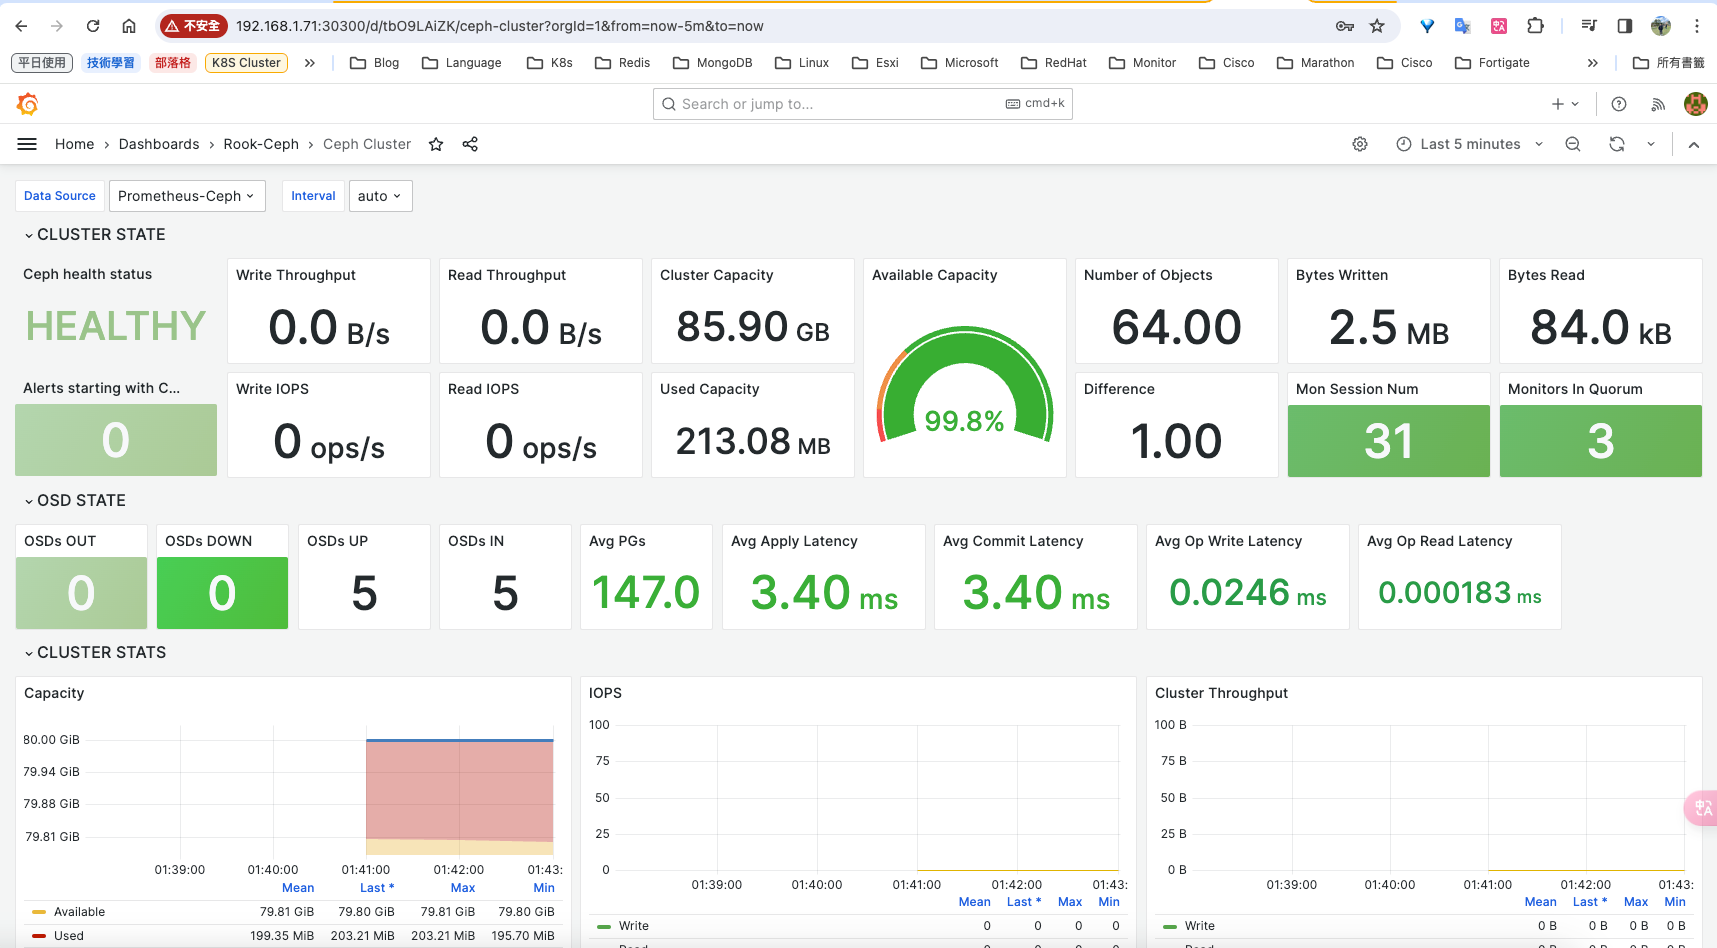 不安全 192.168.1.71:30300/d/tbO9LAiZK/ceph-cluster?orgId=1&from=now-5m&to=now
平日使用 技術學習 部落格 K8S Cluster » Blog Language K8s Redis MongoDB Linux Esxi Microsoft RedHat Monitor Cisco Marathon Cisco Fortigate » 所有書籤
Search or jump to... cmd+k
Home › Dashboards › Rook-Ceph › Ceph Cluster Last 5 minutes
Data Source Prometheus-Ceph Interval auto
CLUSTER STATE
Ceph health status
HEALTHY
Write Throughput
0.0 B/s
Read Throughput
0.0 B/s
Cluster Capacity
85.90 GB
Available Capacity
99.8%
Number of Objects
64.00
Bytes Written
2.5 MB
Bytes Read
84.0 kB
Alerts starting with C...
0
Write IOPS
0 ops/s
Read IOPS
0 ops/s
Used Capacity
213.08 MB
Difference
1.00
Mon Session Num
31
Monitors In Quorum
3
OSD STATE
OSDs OUT
0
OSDs DOWN
0
OSDs UP
5
OSDs IN
5
Avg PGs
147.0
Avg Apply Latency
3.40 ms
Avg Commit Latency
3.40 ms
Avg Op Write Latency
0.0246 ms
Avg Op Read Latency
0.000183 ms
CLUSTER STATS
Capacity
80.00 GiB
79.94 GiB
79.88 GiB
79.81 GiB
01:39:00 01:40:00 01:41:00 01:42:00 01:43:
Mean Last * Max Min
Available 79.81 GiB 79.80 GiB 79.81 GiB 79.80 GiB
Used 199.35 MiB 203.21 MiB 203.21 MiB 195.70 MiB
IOPS
100
75
50
25
0
01:39:00 01:40:00 01:41:00 01:42:00 01:43:
Mean Last * Max Min
Write 0 0 0 0
Cluster Throughput
100 B
75 B
50 B
25 B
0 B
01:39:00 01:40:00 01:41:00 01:42:00 01:43:
Mean Last * Max Min
Write 0 B 0 B 0 B 0 B